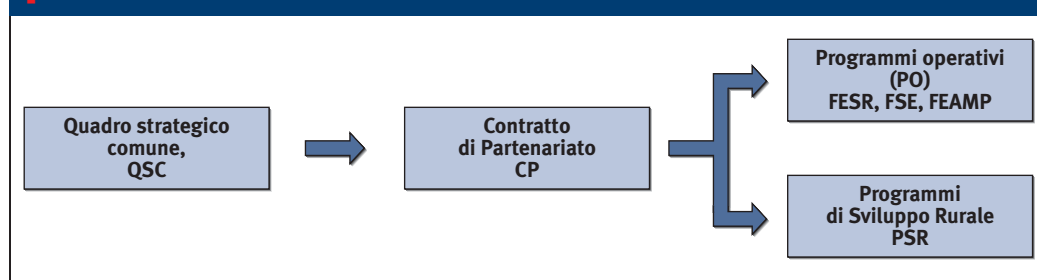 Quadro strategico
comune,
QSC
Contratto
di Partenariato
CP
Programmi operativi
(PO)
FESR, FSE, FEAMP
Programmi
di Sviluppo Rurale
PSR